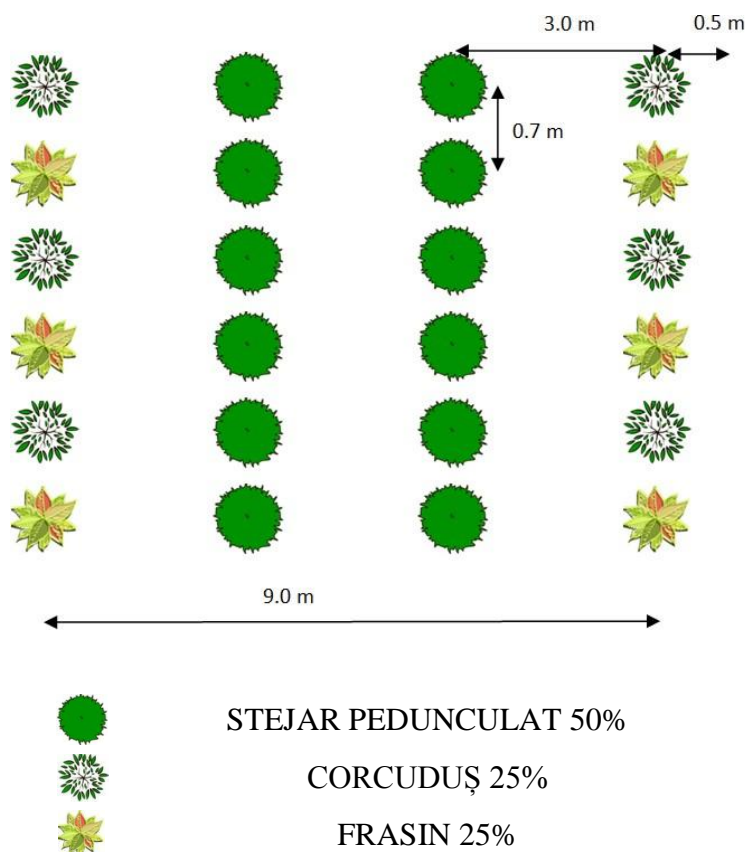 3.0 m
0.5 m
0.7 m
9.0 m
STEJAR PEDUNCULAT 50%
CORCUDUȘ 25%
FRASIN 25%